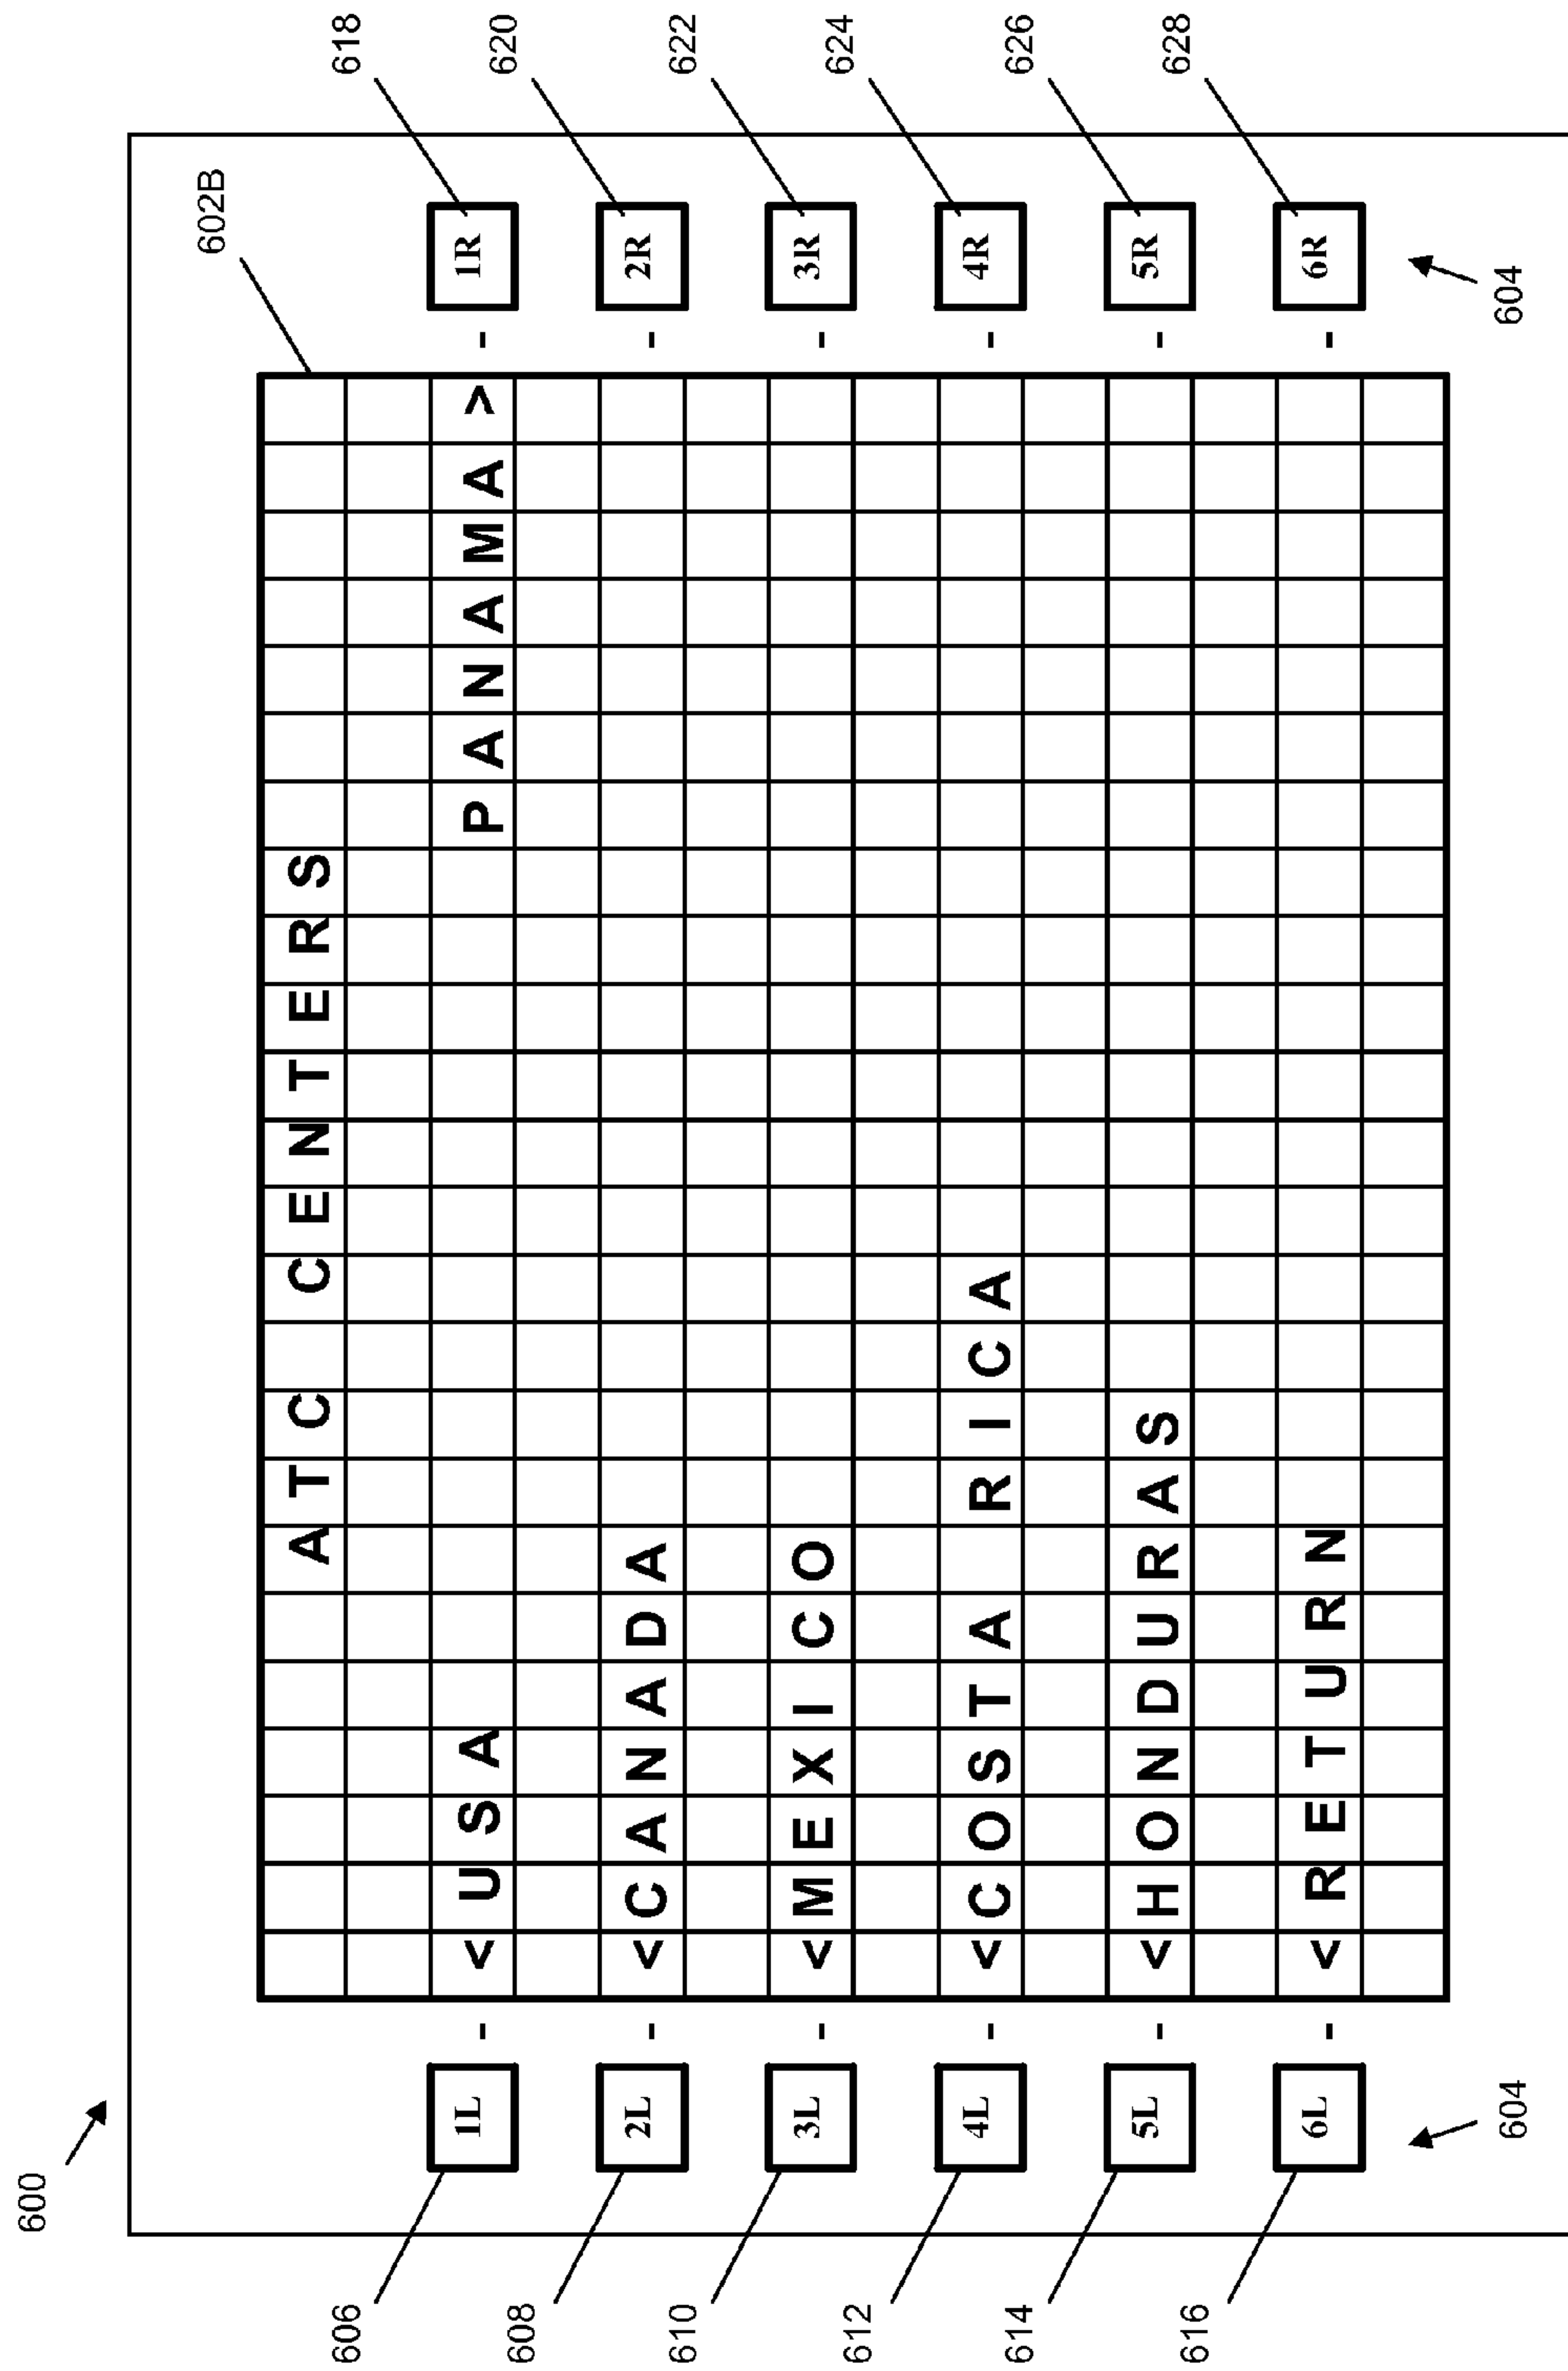 600
602B
ATC CENTERS
606 1L - <USA PANAMA> - 1R 618
608 2L - <CANADA - 2R 620
610 3L - <MEXICO - 3R 622
612 4L - <COSTA RICA - 4R 624
614 5L - <HONDURAS - 5R 626
616 6L - <RETURN - 6R 628
604 604